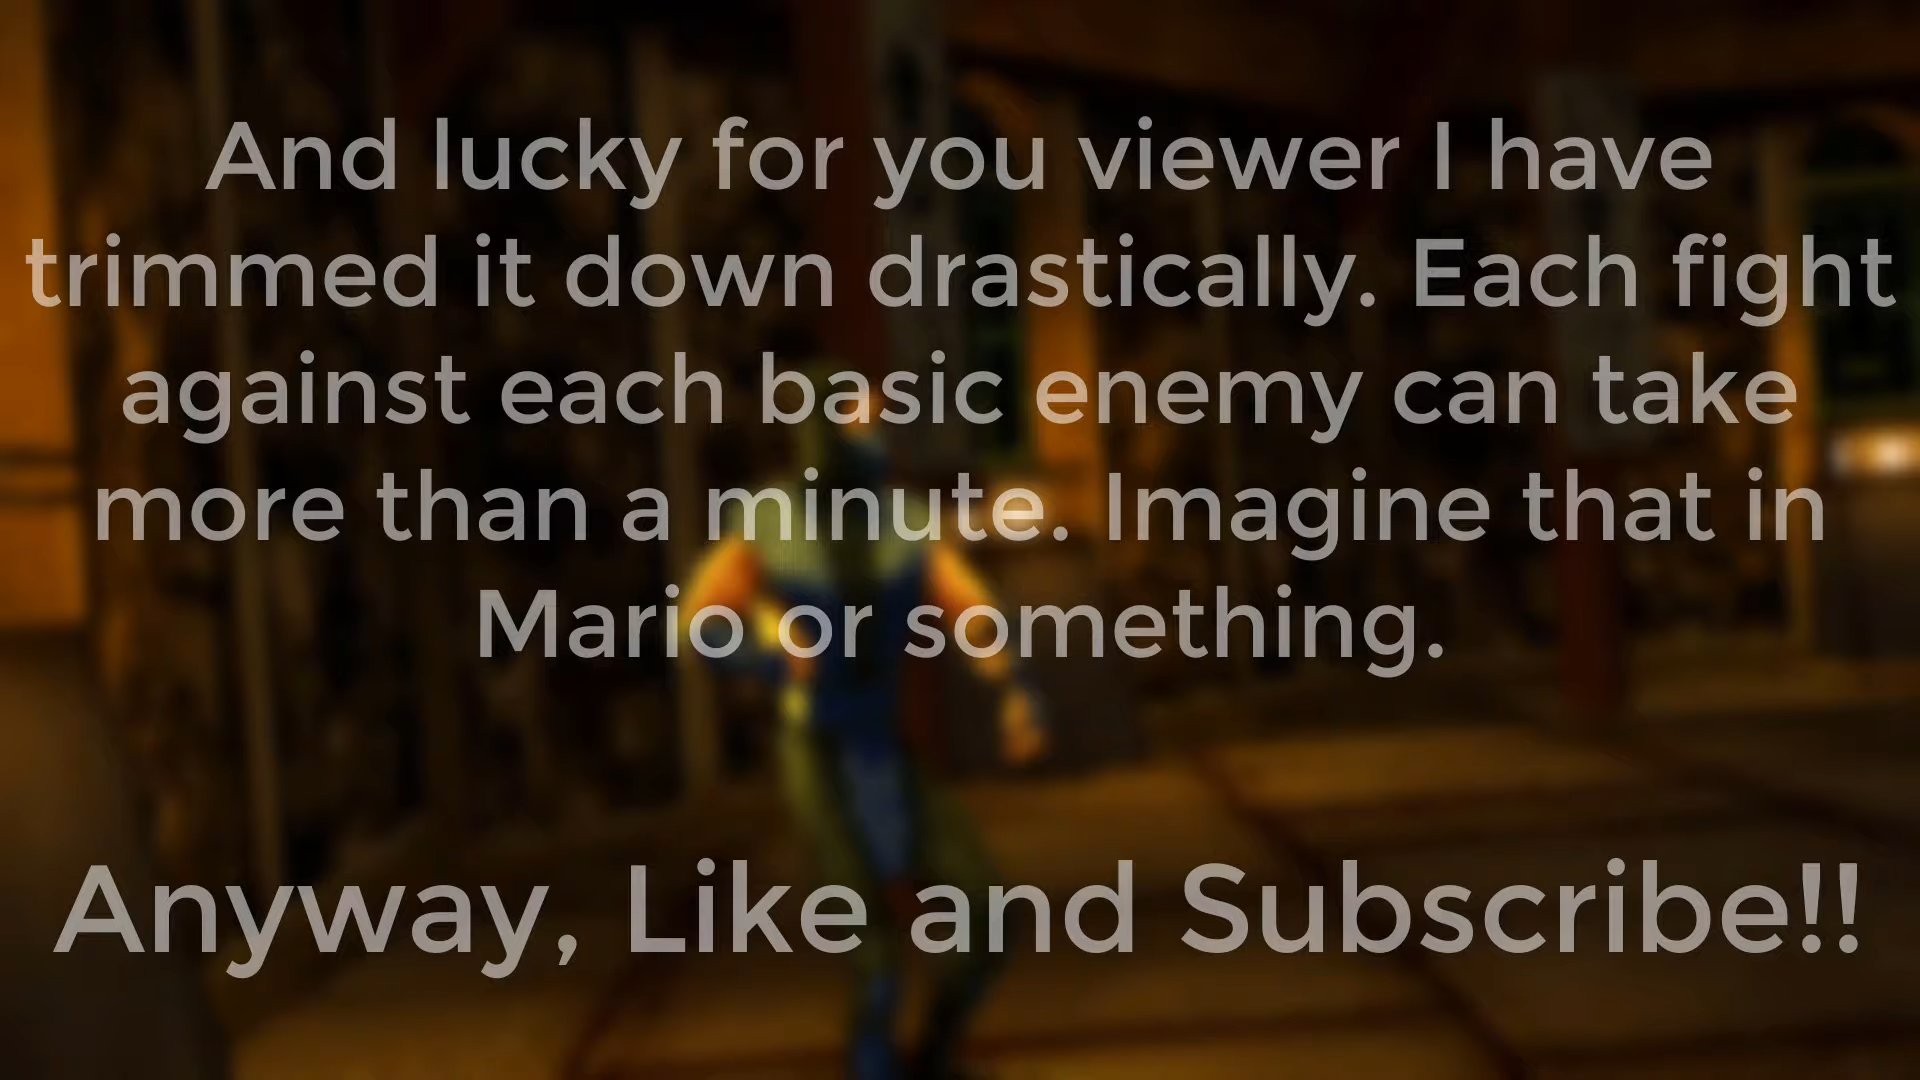 And lucky for you viewer I have
trimmed it down drastically. Each fight
against each basic enemy can take
more than a minute. Imagine that in
Mario or something.
Anyway, Like and Subscribe!!